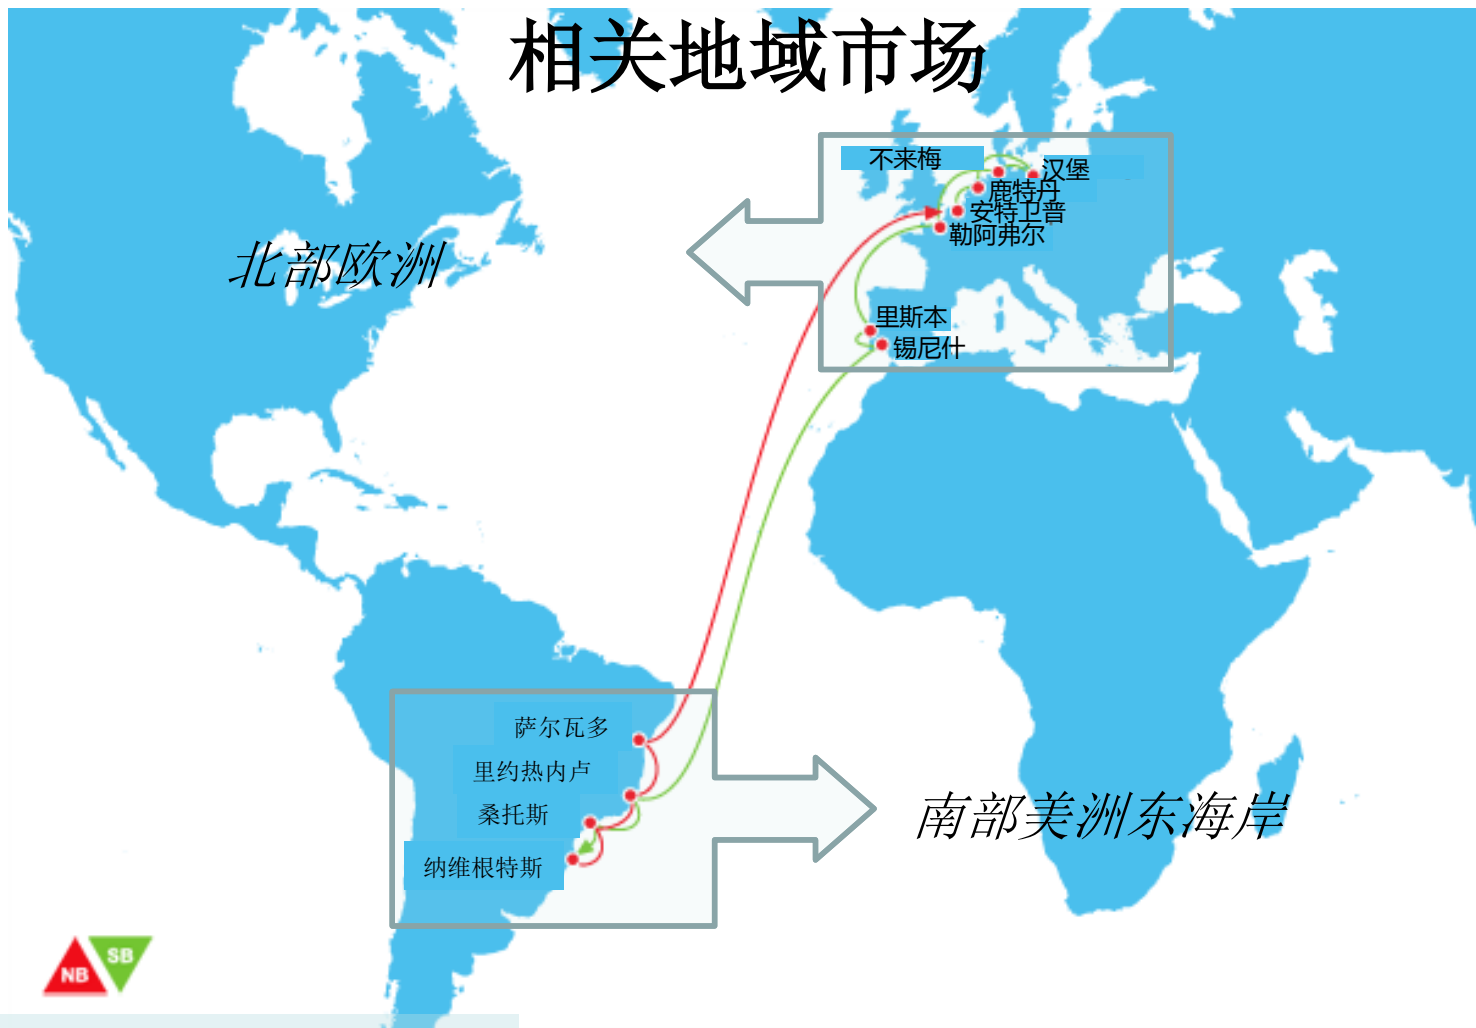 相关地域市场
不来梅
汉堡
鹿特丹
安特卫普
勒阿弗尔
北部欧洲
里斯本
锡尼什
萨尔瓦多
里约热内卢
桑托斯
南部美洲东海岸
纳维根特斯
SB
NB